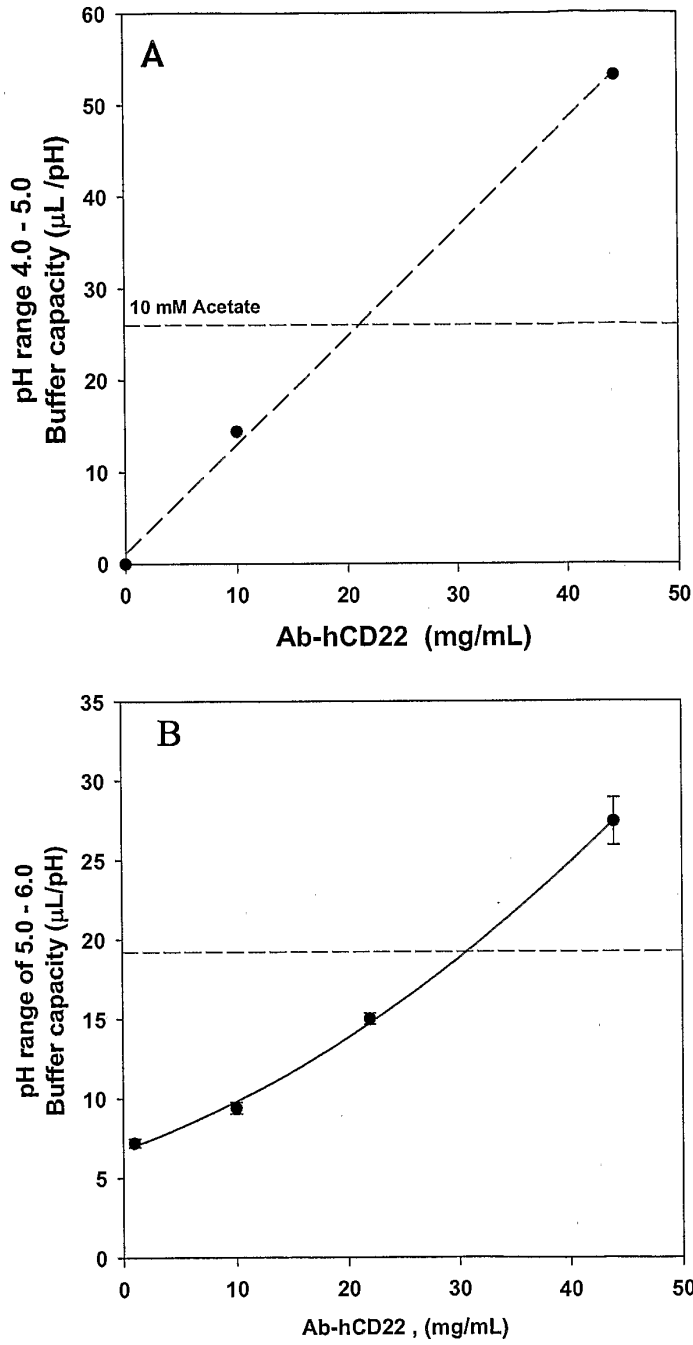 A
pH range 4.0 - 5.0
Buffer capacity (µL /pH)
60
50
40
30
20
10
0
10 mM Acetate
0 10 20 30 40 50
Ab-hCD22 (mg/mL)
B
pH range of 5.0 - 6.0
Buffer capacity (µL/pH)
35
30
25
20
15
10
5
0
0 10 20 30 40 50
Ab-hCD22 , (mg/mL)